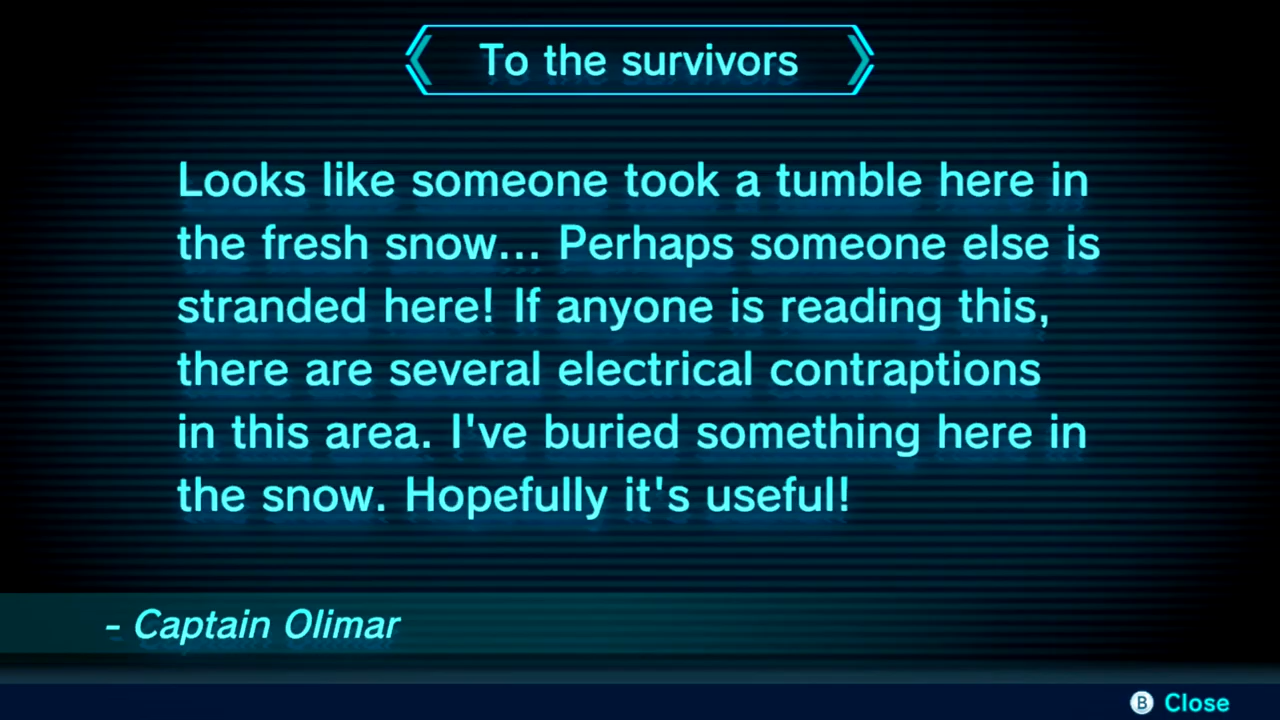 To the survivors
Looks like someone took a tumble here in
the fresh snow... Perhaps someone else is
stranded here! If anyone is reading this,
there are several electrical contraptions
in this area. I've buried something here in
the snow. Hopefully it's useful!
- Captain Olimar
B Close